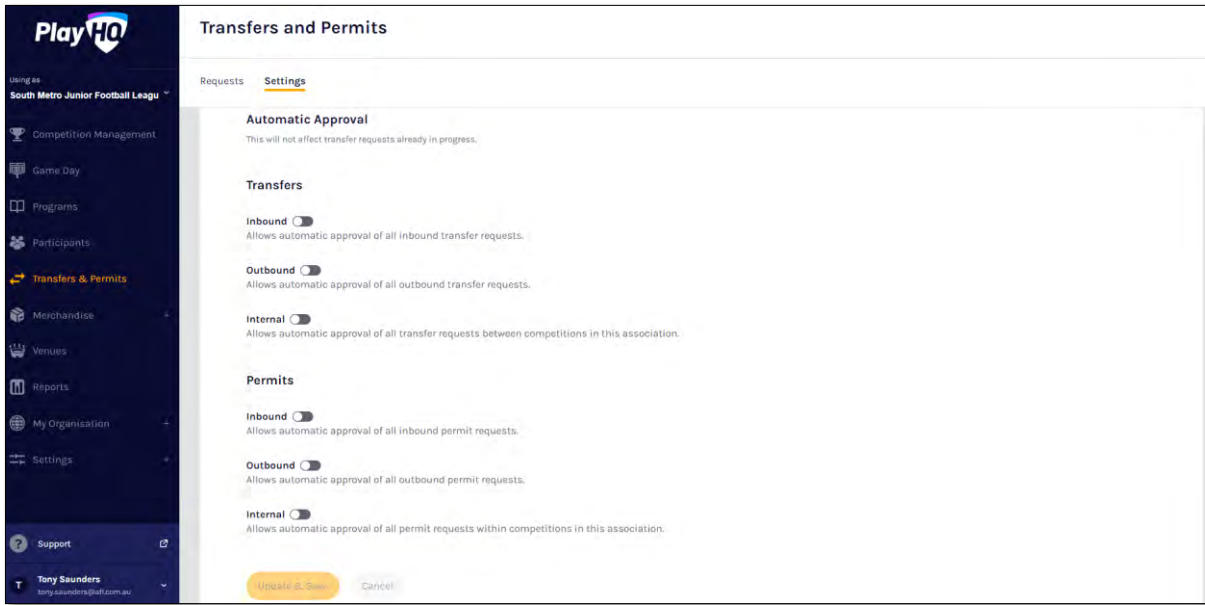 PlayHQ
Transfers and Permits
Using as
South Metro Junior Football Leagu
Requests Settings
Automatic Approval
This will not affect transfer requests already in progress.
Competition Management
Game Day
Programs
Participants
Transfers & Permits
Merchandise +
Venues
Reports
My Organisation +
Settings +
Support
T Tony Saunders
tony.saunders@afl.com.au
Transfers
Inbound
Allows automatic approval of all inbound transfer requests.
Outbound
Allows automatic approval of all outbound transfer requests.
Internal
Allows automatic approval of all transfer requests between competitions in this association.
Permits
Inbound
Allows automatic approval of all inbound permit requests.
Outbound
Allows automatic approval of all outbound permit requests.
Internal
Allows automatic approval of all permit requests within competitions in this association.
Update & Save Cancel